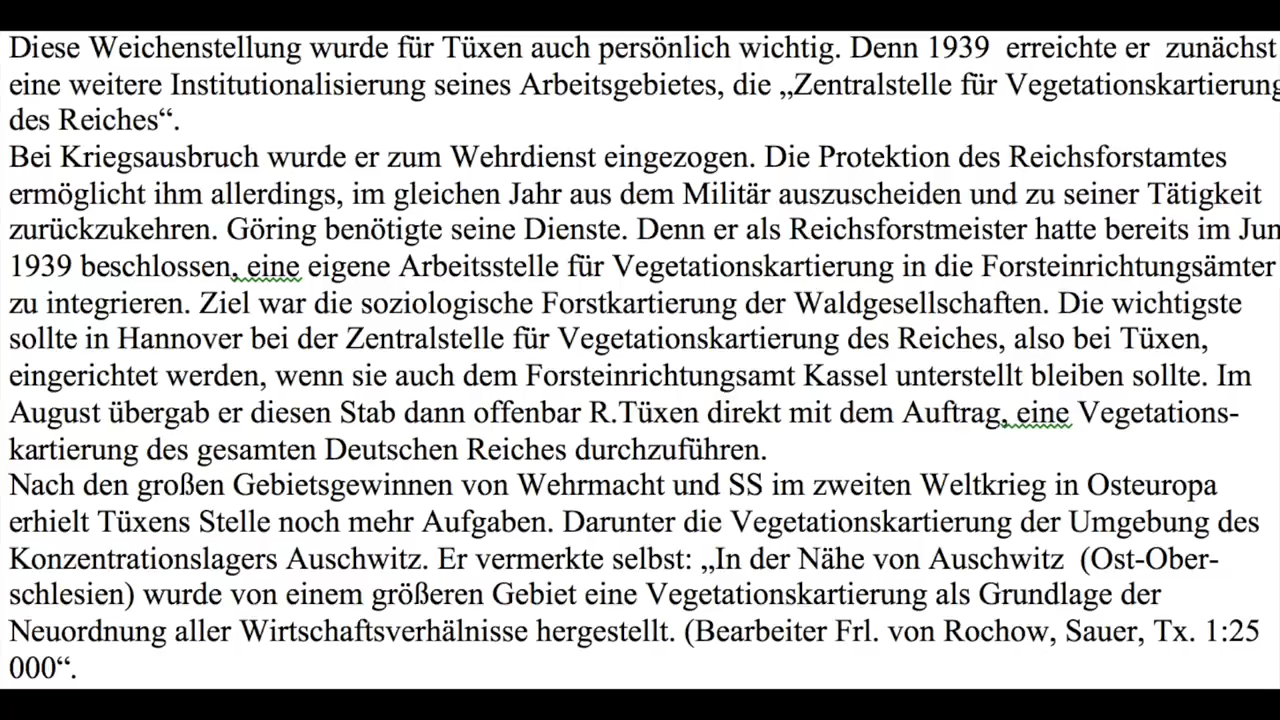 Diese Weichenstellung wurde für Tüxen auch persönlich wichtig. Denn 1939  erreichte er  zunächst
eine weitere Institutionalisierung seines Arbeitsgebietes, die „Zentralstelle für Vegetationskartierung
des Reiches“.
Bei Kriegsausbruch wurde er zum Wehrdienst eingezogen. Die Protektion des Reichsforstamtes
ermöglicht ihm allerdings, im gleichen Jahr aus dem Militär auszuscheiden und zu seiner Tätigkeit
zurückzukehren. Göring benötigte seine Dienste. Denn er als Reichsforstmeister hatte bereits im Jun
1939 beschlossen, eine eigene Arbeitsstelle für Vegetationskartierung in die Forsteinrichtungsämter
zu integrieren. Ziel war die soziologische Forstkartierung der Waldgesellschaften. Die wichtigste
sollte in Hannover bei der Zentralstelle für Vegetationskartierung des Reiches, also bei Tüxen,
eingerichtet werden, wenn sie auch dem Forsteinrichtungsamt Kassel unterstellt bleiben sollte. Im
August übergab er diesen Stab dann offenbar R.Tüxen direkt mit dem Auftrag, eine Vegetations-
kartierung des gesamten Deutschen Reiches durchzuführen.
Nach den großen Gebietsgewinnen von Wehrmacht und SS im zweiten Weltkrieg in Osteuropa
erhielt Tüxens Stelle noch mehr Aufgaben. Darunter die Vegetationskartierung der Umgebung des
Konzentrationslagers Auschwitz. Er vermerkte selbst: „In der Nähe von Auschwitz  (Ost-Ober-
schlesien) wurde von einem größeren Gebiet eine Vegetationskartierung als Grundlage der
Neuordnung aller Wirtschaftsverhälnisse hergestellt. (Bearbeiter Frl. von Rochow, Sauer, Tx. 1:25
000“.